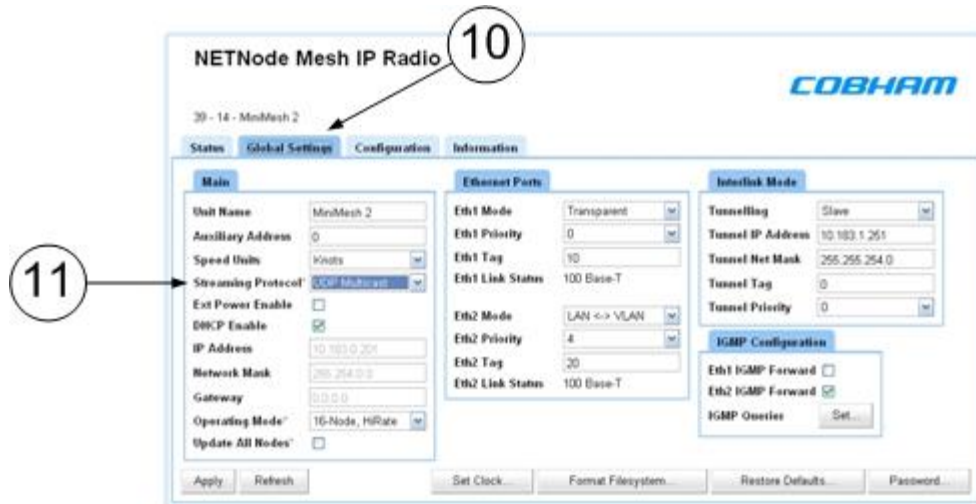 10
NETNode Mesh IP Radio
COBHAM
39 - 14 - MiniMesh 2
Status Global Settings Configuration Information
Main
Unit Name MiniMesh 2
Auxiliary Address 0
Speed Units Knots
11
Streaming Protocol* UDP Multicast
Ext Power Enable
DHCP Enable
IP Address 10.183.0.201
Network Mask 255.254.0.0
Gateway 0.0.0.0
Operating Mode* 16-Node, HiRate
Update All Nodes*
Ethernet Ports
Eth1 Mode Transparent
Eth1 Priority 0
Eth1 Tag 10
Eth1 Link Status 100 Base-T
Eth2 Mode LAN <-> VLAN
Eth2 Priority 4
Eth2 Tag 20
Eth2 Link Status 100 Base-T
Interlink Mode
Tunnelling Slave
Tunnel IP Address 10.183.1.251
Tunnel Net Mask 255.255.254.0
Tunnel Tag 0
Tunnel Priority 0
IGMP Configuration
Eth1 IGMP Forward
Eth2 IGMP Forward
IGMP Queries Set...
Apply Refresh Set Clock... Format Filesystem... Restore Defaults... Password...